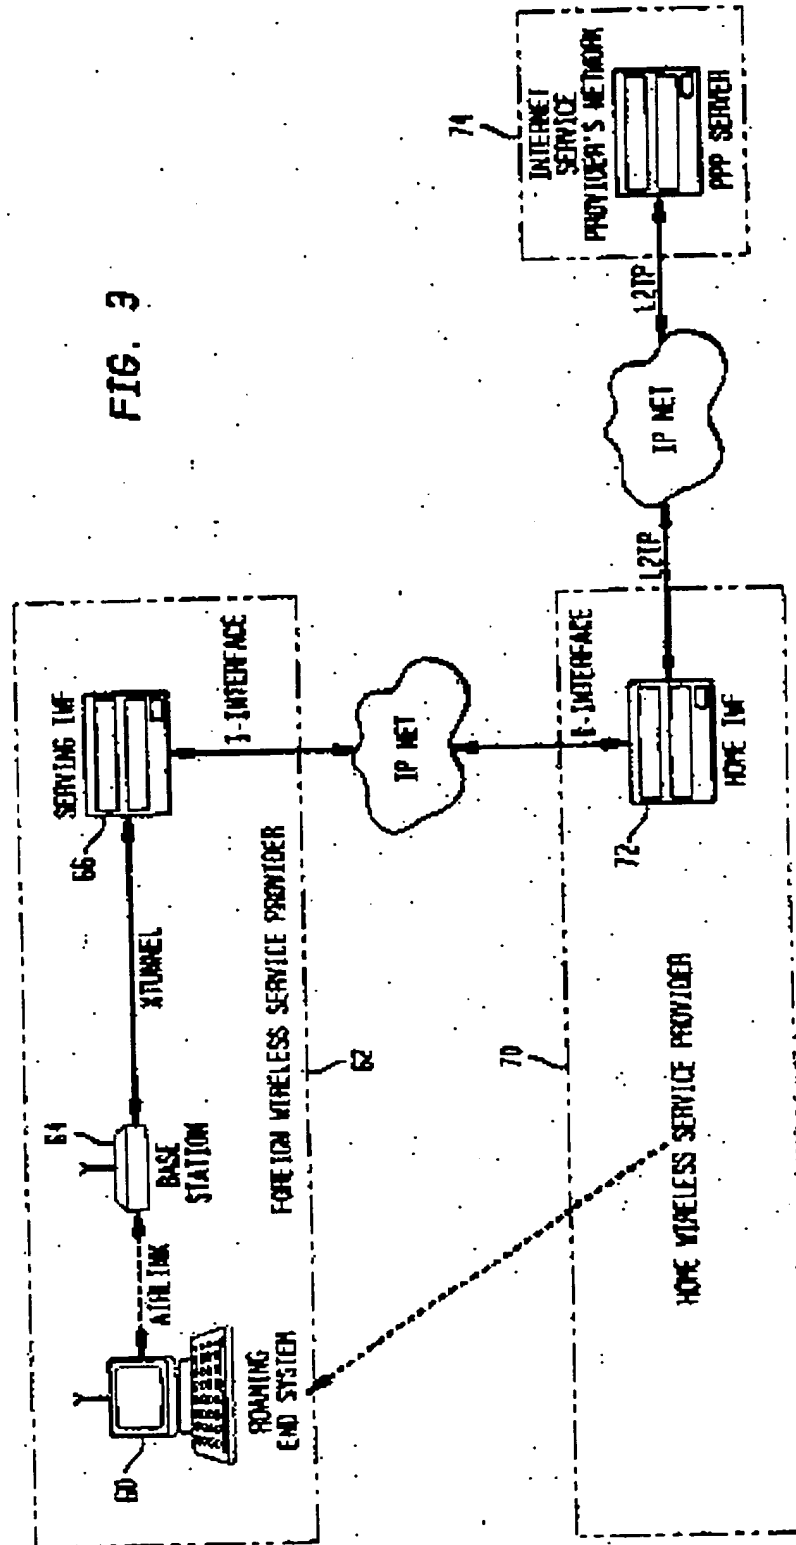 FIG. 3
60
ROAMING
END SYSTEM
AIRLINK
64
BASE
STATION
XTUNNEL
66
SERVING IWF
I-INTERFACE
FOREIGN WIRELESS SERVICE PROVIDER
62
IP NET
70
HOME WIRELESS SERVICE PROVIDER
I-INTERFACE
72
HOME IWF
L2TP
IP NET
L2TP
74
INTERNET
SERVICE
PROVIDER'S NETWORK
PPP SERVER